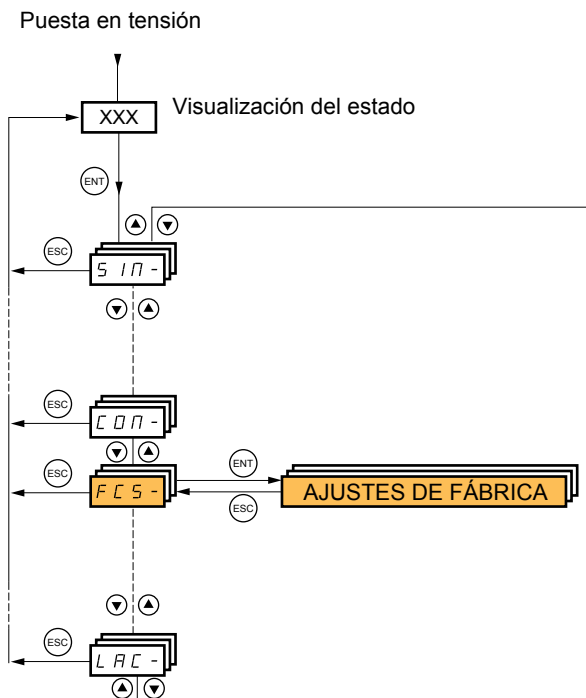 Puesta en tensión
XXX
Visualización del estado
ENT
ESC
SIM-
ESC
COM-
ESC
FCS-
ENT
ESC
AJUSTES DE FÁBRICA
ESC
LAC-